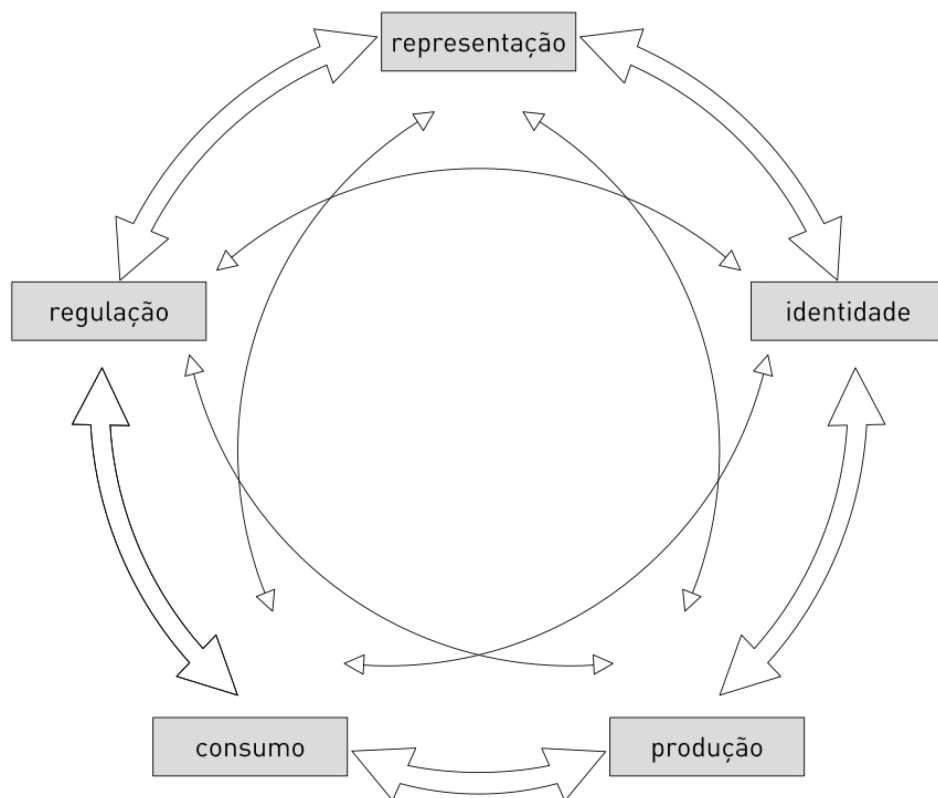 representação
regulação
identidade
consumo
produção